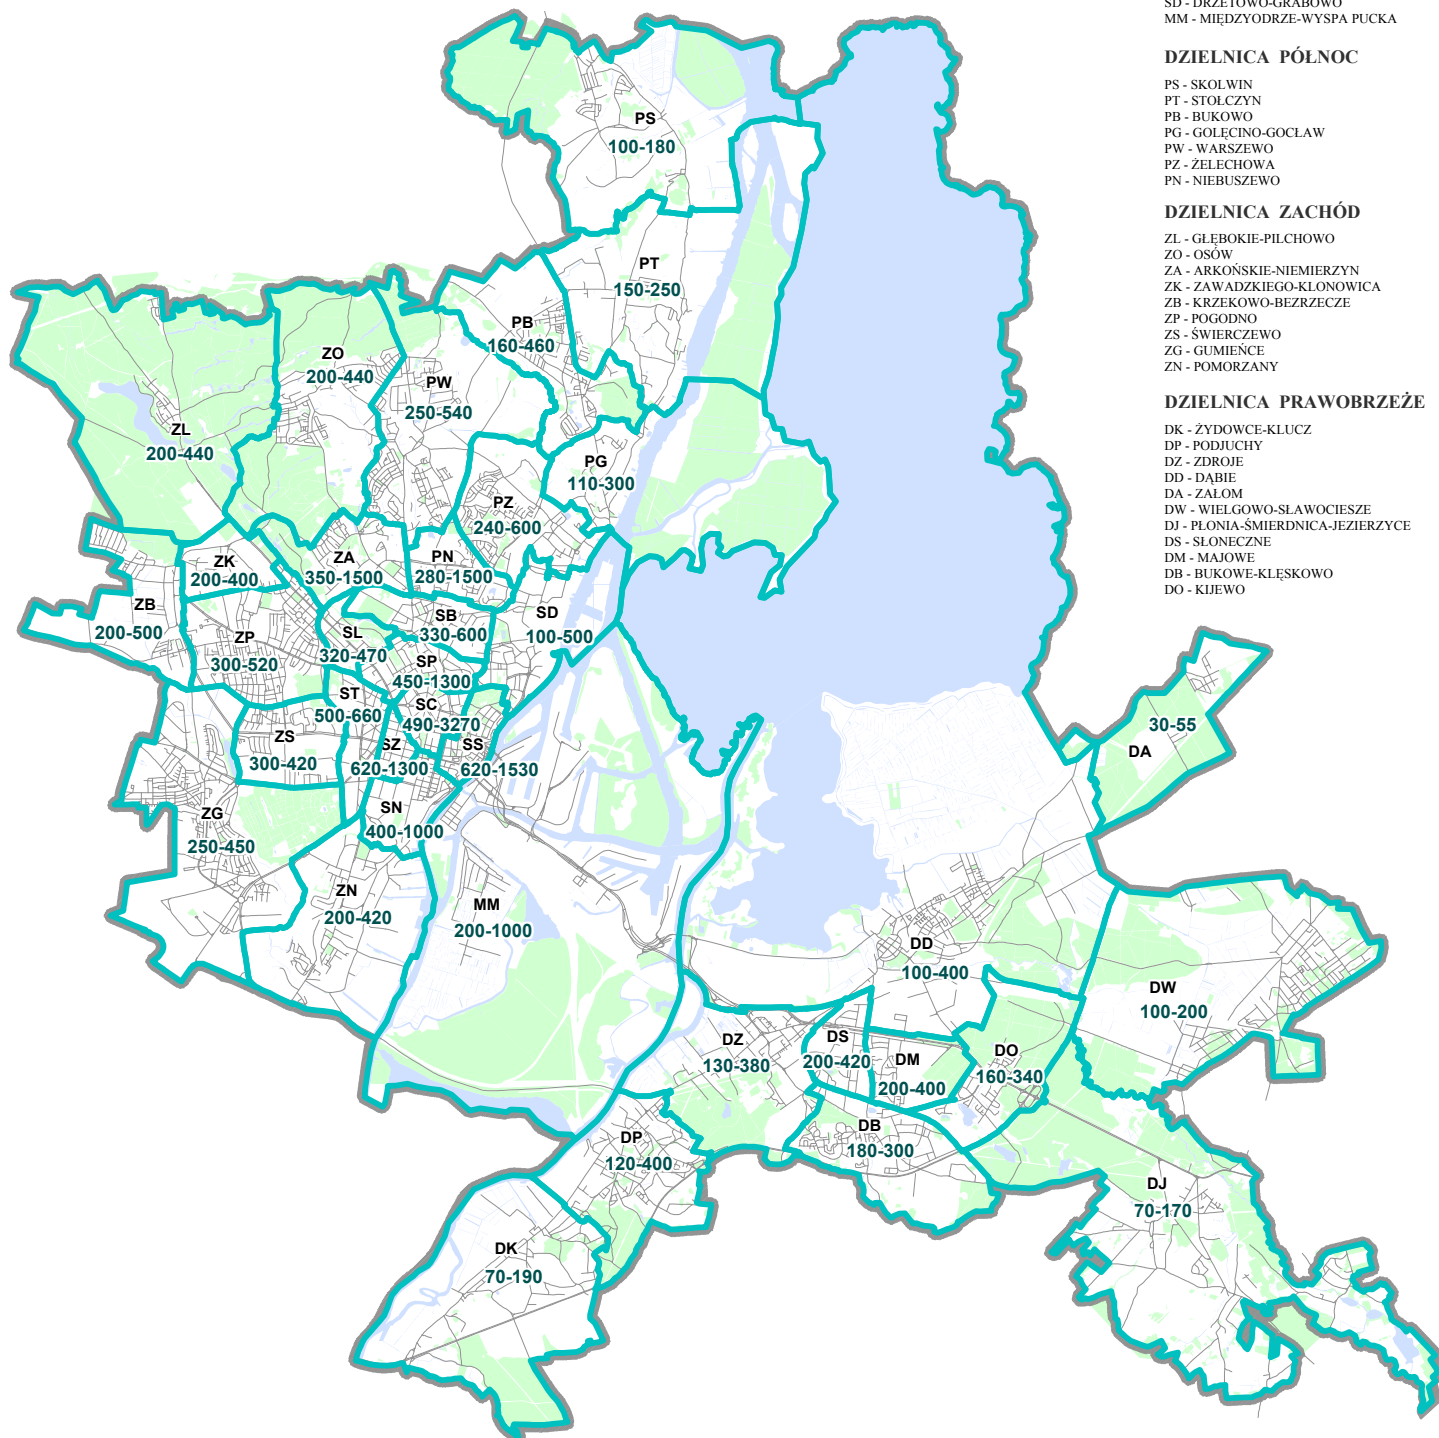 SD - DRZETOWO-GRABOWO
MM - MIĘDZYODRZE-WYSPA PUCKA
DZIELNICA PÓŁNOC
PS - SKOLWIN
PT - STOŁCZYN
PB - BUKOWO
PG - GOLĘCINO-GOCŁAW
PW - WARSZEWO
PZ - ŻELECHOWA
PN - NIEBUSZEWO
DZIELNICA ZACHÓD
ZL - GŁĘBOKIE-PILCHOWO
ZO - OSÓW
ZA - ARKOŃSKIE-NIEMIERZYN
ZK - ZAWADZKIEGO-KLONOWICA
ZB - KRZEKOWO-BEZRZECZE
ZP - POGODNO
ZS - ŚWIERCZEWO
ZG - GUMIEŃCE
ZN - POMORZANY
DZIELNICA PRAWOBRZEŻE
DK - ŻYDOWCE-KLUCZ
DP - PODJUCHY
DZ - ZDROJE
DD - DĄBIE
DA - ZAŁOM
DW - WIELGOWO-SŁAWOCIESZE
DJ - PŁONIA-ŚMIERDNICA-JEZIERZYCE
DS - SŁONECZNE
DM - MAJOWE
DB - BUKOWE-KLĘSKOWO
DO - KIJEWO
PS
100-180
PT
150-250
PB
160-460
ZO
200-440
PW
250-540
ZL
200-440
PG
110-300
PZ
240-600
ZK
200-400
ZA
350-1500
PN
280-1500
ZB
200-500
SB
330-600
SD
100-500
ZP
300-520
SL
320-470
SP
450-1300
ST
500-660
SC
490-3270
ZS
300-420
SZ
620-1300
SS
620-1530
DA
30-55
ZG
250-450
SN
400-1000
ZN
200-420
MM
200-1000
DD
100-400
DW
100-200
DZ
130-380
DS
200-420
DM
200-400
DO
160-340
DP
120-400
DB
180-300
DJ
70-170
DK
70-190